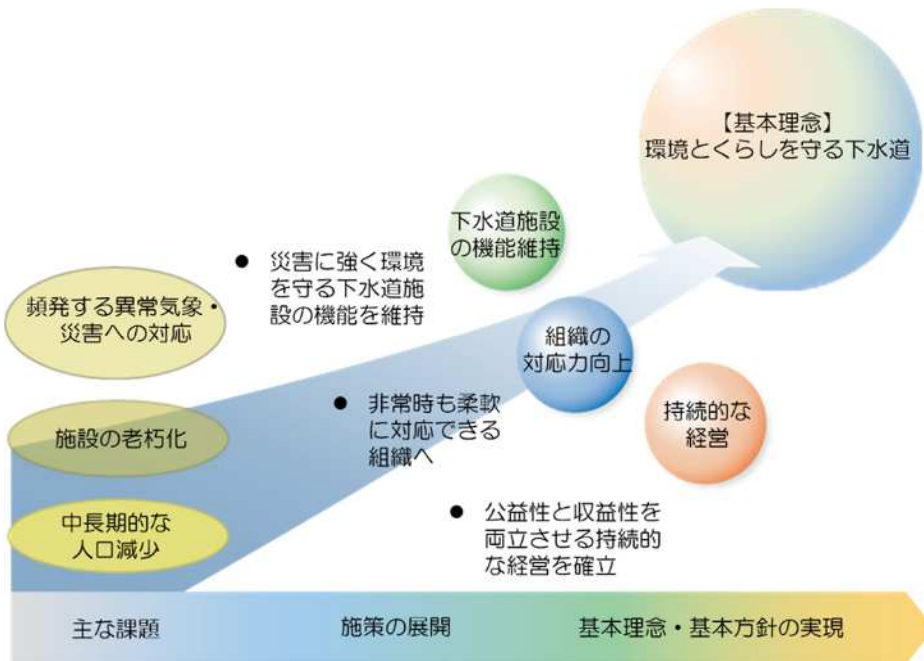 【基本理念】
環境とくらしを守る下水道
下水道施設
の機能維持
● 災害に強く環境
を守る下水道施
設の機能を維持
頻発する異常気象・
災害への対応
組織の
対応力向上
● 非常時も柔軟
に対応できる
組織へ
持続的な
経営
施設の老朽化
● 公益性と収益性を
両立させる持続的
な経営を確立
中長期的な
人口減少
主な課題
施策の展開
基本理念・基本方針の実現